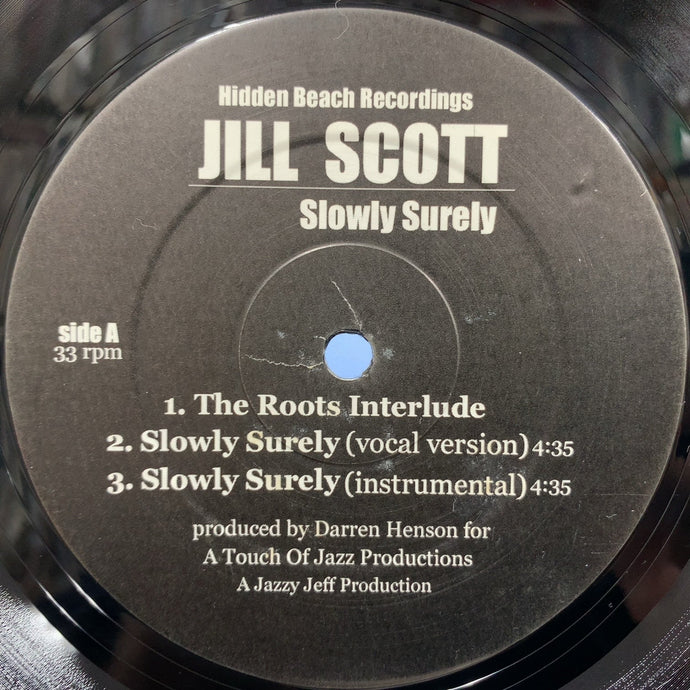 Hidden Beach Recordings
JILL SCOTT
Slowly Surely
side A
33 rpm
1. The Roots Interlude
2. Slowly Surely (vocal version) 4:35
3. Slowly Surely (instrumental) 4:35
produced by Darren Henson for
A Touch Of Jazz Productions
A Jazzy Jeff Production